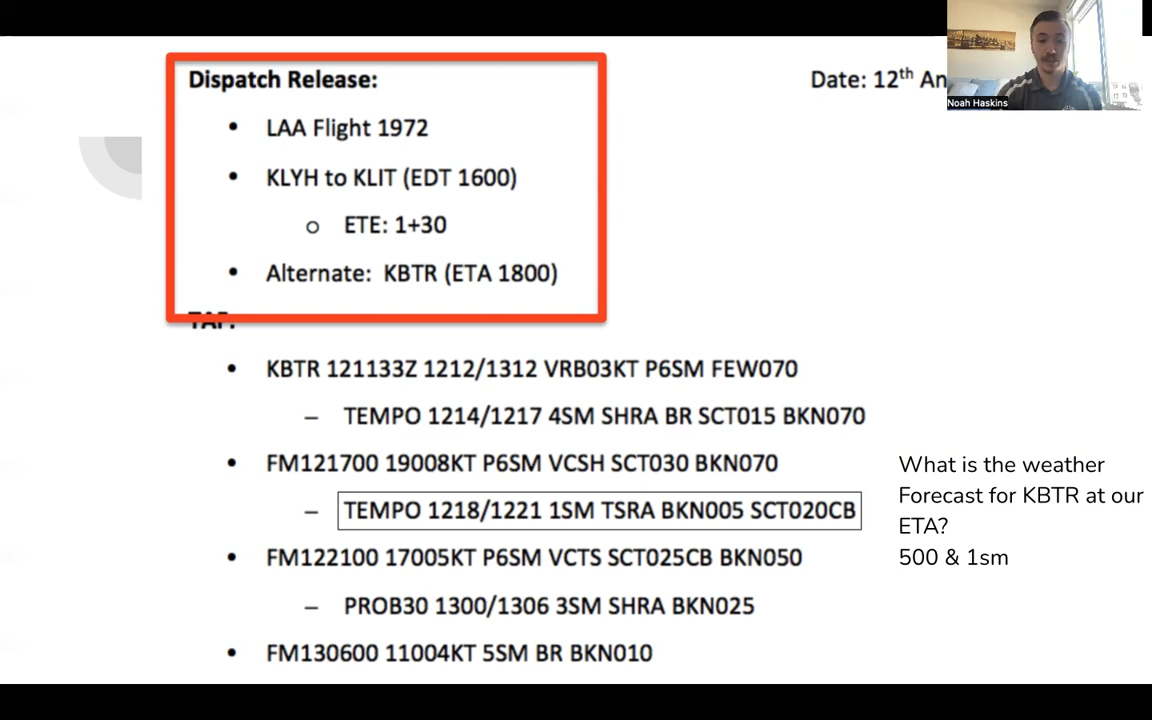 Dispatch Release:
Date: 12th An
Noah Haskins
• LAA Flight 1972
• KLYH to KLIT (EDT 1600)
o ETE: 1+30
• Alternate: KBTR (ETA 1800)
TAF:
• KBTR 121133Z 1212/1312 VRB03KT P6SM FEW070
– TEMPO 1214/1217 4SM SHRA BR SCT015 BKN070
• FM121700 19008KT P6SM VCSH SCT030 BKN070
– TEMPO 1218/1221 1SM TSRA BKN005 SCT020CB
• FM122100 17005KT P6SM VCTS SCT025CB BKN050
– PROB30 1300/1306 3SM SHRA BKN025
• FM130600 11004KT 5SM BR BKN010
What is the weather
Forecast for KBTR at our
ETA?
500 & 1sm